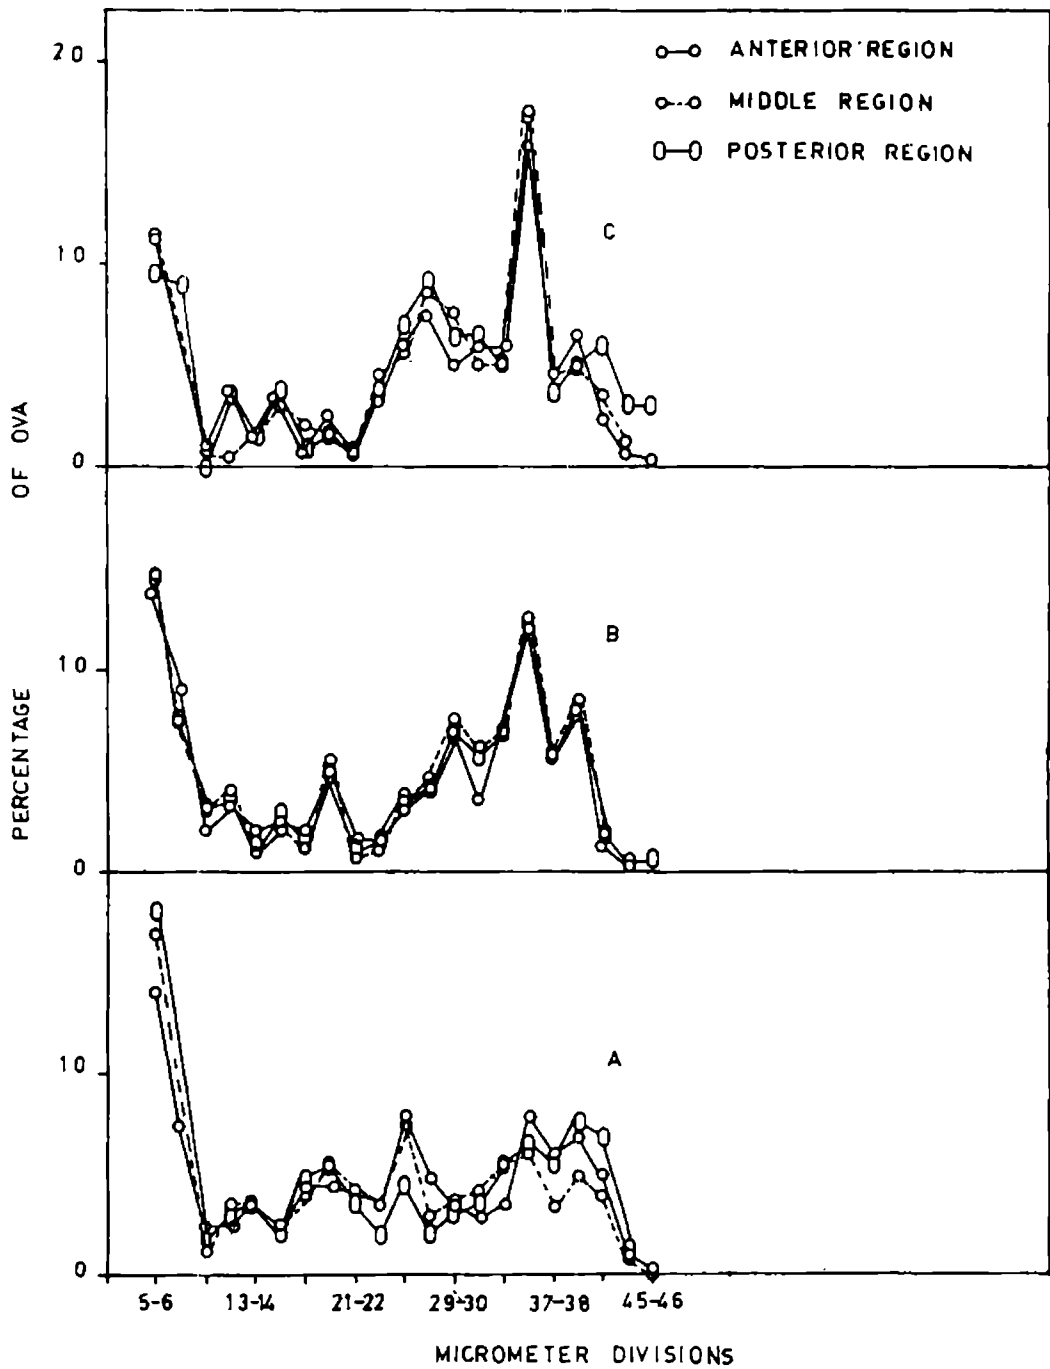 20
ANTERIOR REGION
MIDDLE REGION
POSTERIOR REGION
C
10
0
B
10
0
A
10
0
PERCENTAGE OF OVA
5-6 13-14 21-22 29-30 37-38 45-46
MICROMETER DIVISIONS